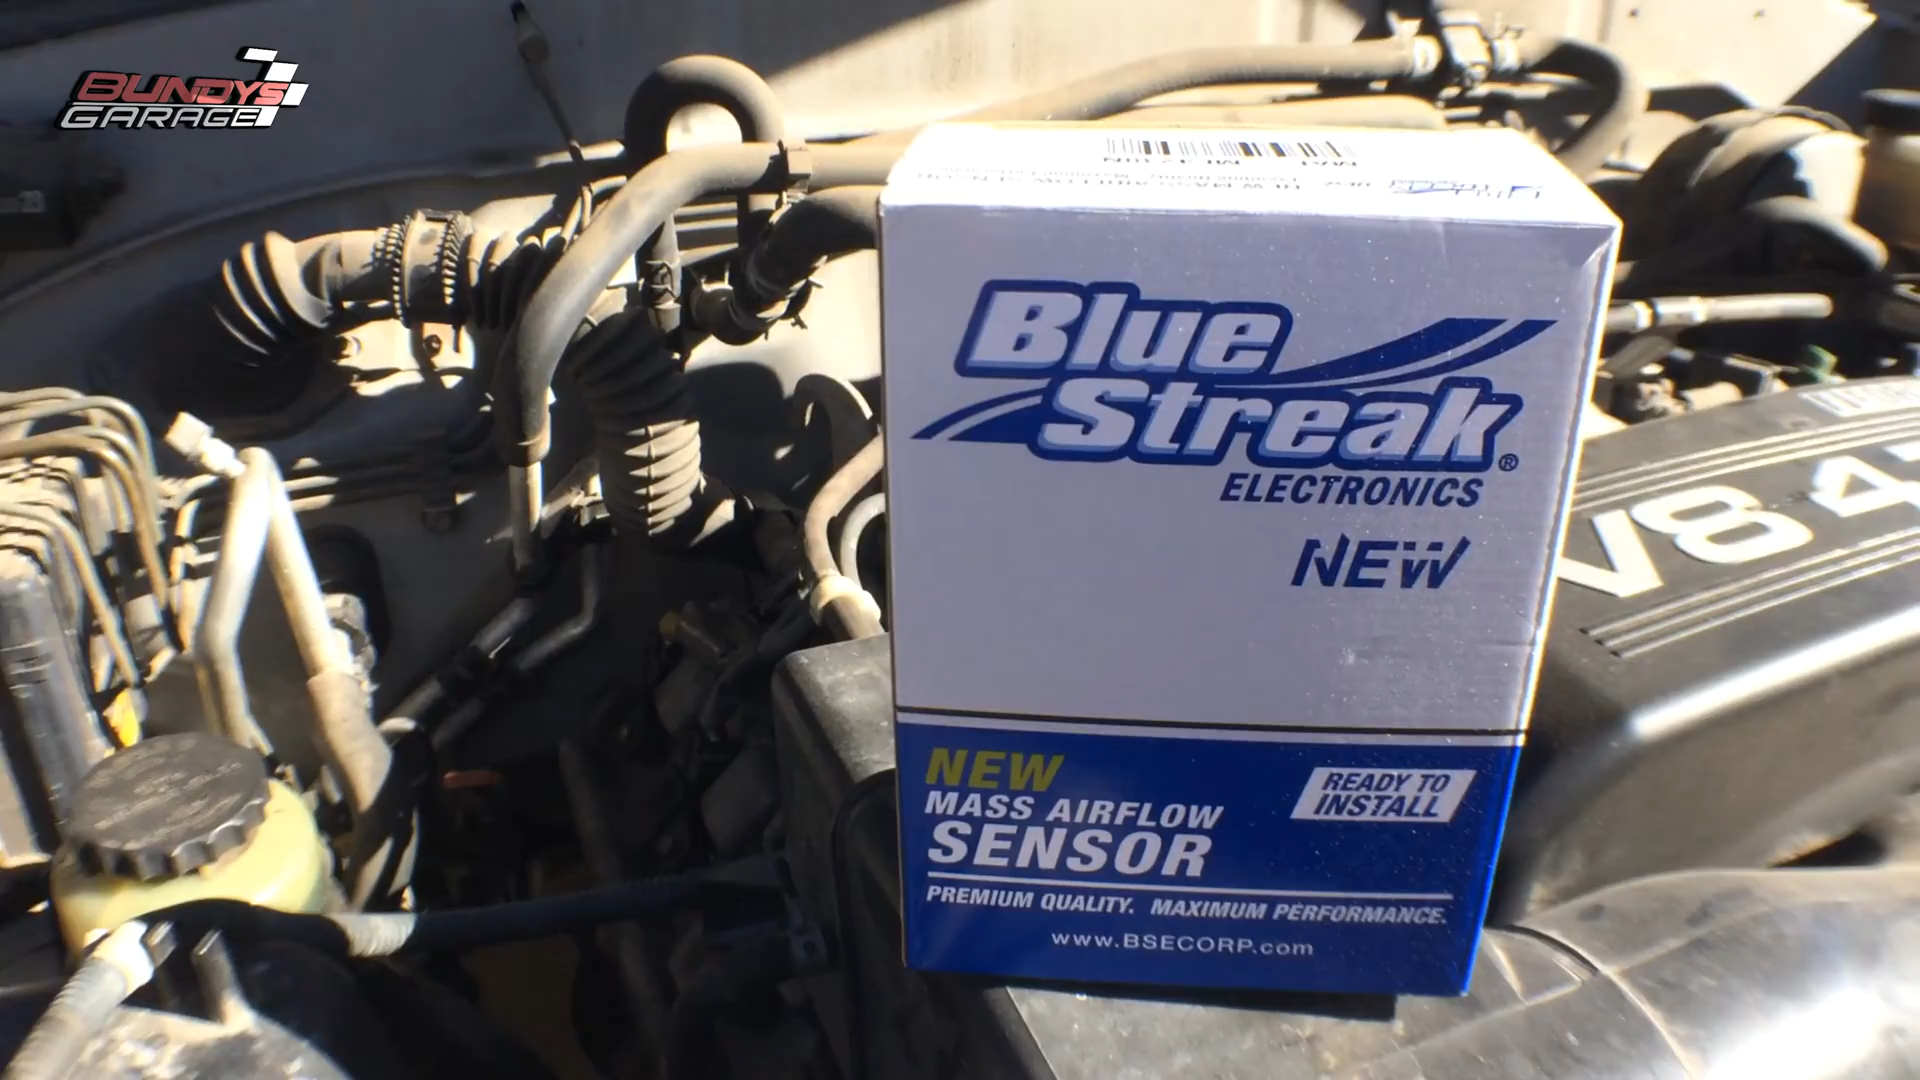 BUNDYS
GARAGE
Blue
Streak®
ELECTRONICS
NEW
V8 4
NEW
MASS AIRFLOW
SENSOR
READY TO
INSTALL
PREMIUM QUALITY. MAXIMUM PERFORMANCE.
www.BSECORP.com